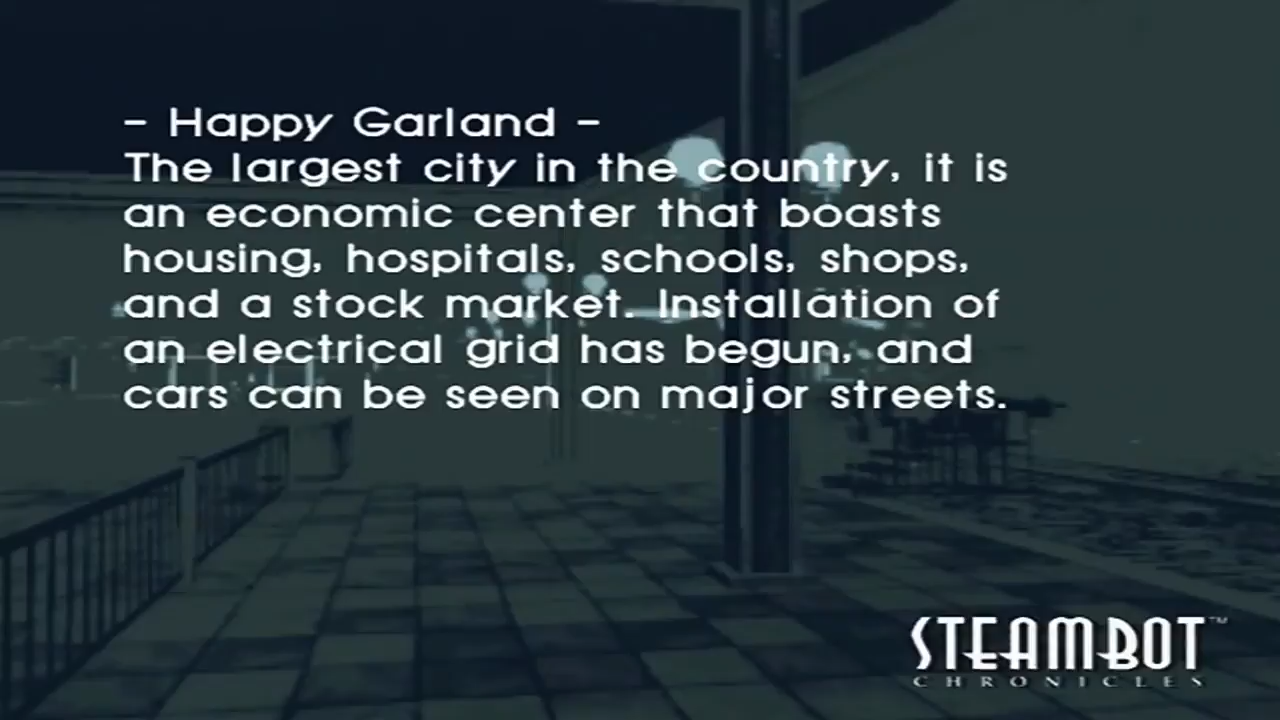 - Happy Garland -
The largest city in the country, it is
an economic center that boasts
housing, hospitals, schools, shops,
and a stock market. Installation of
an electrical grid has begun, and
cars can be seen on major streets.
STEAMBOT™
CHRONICLES